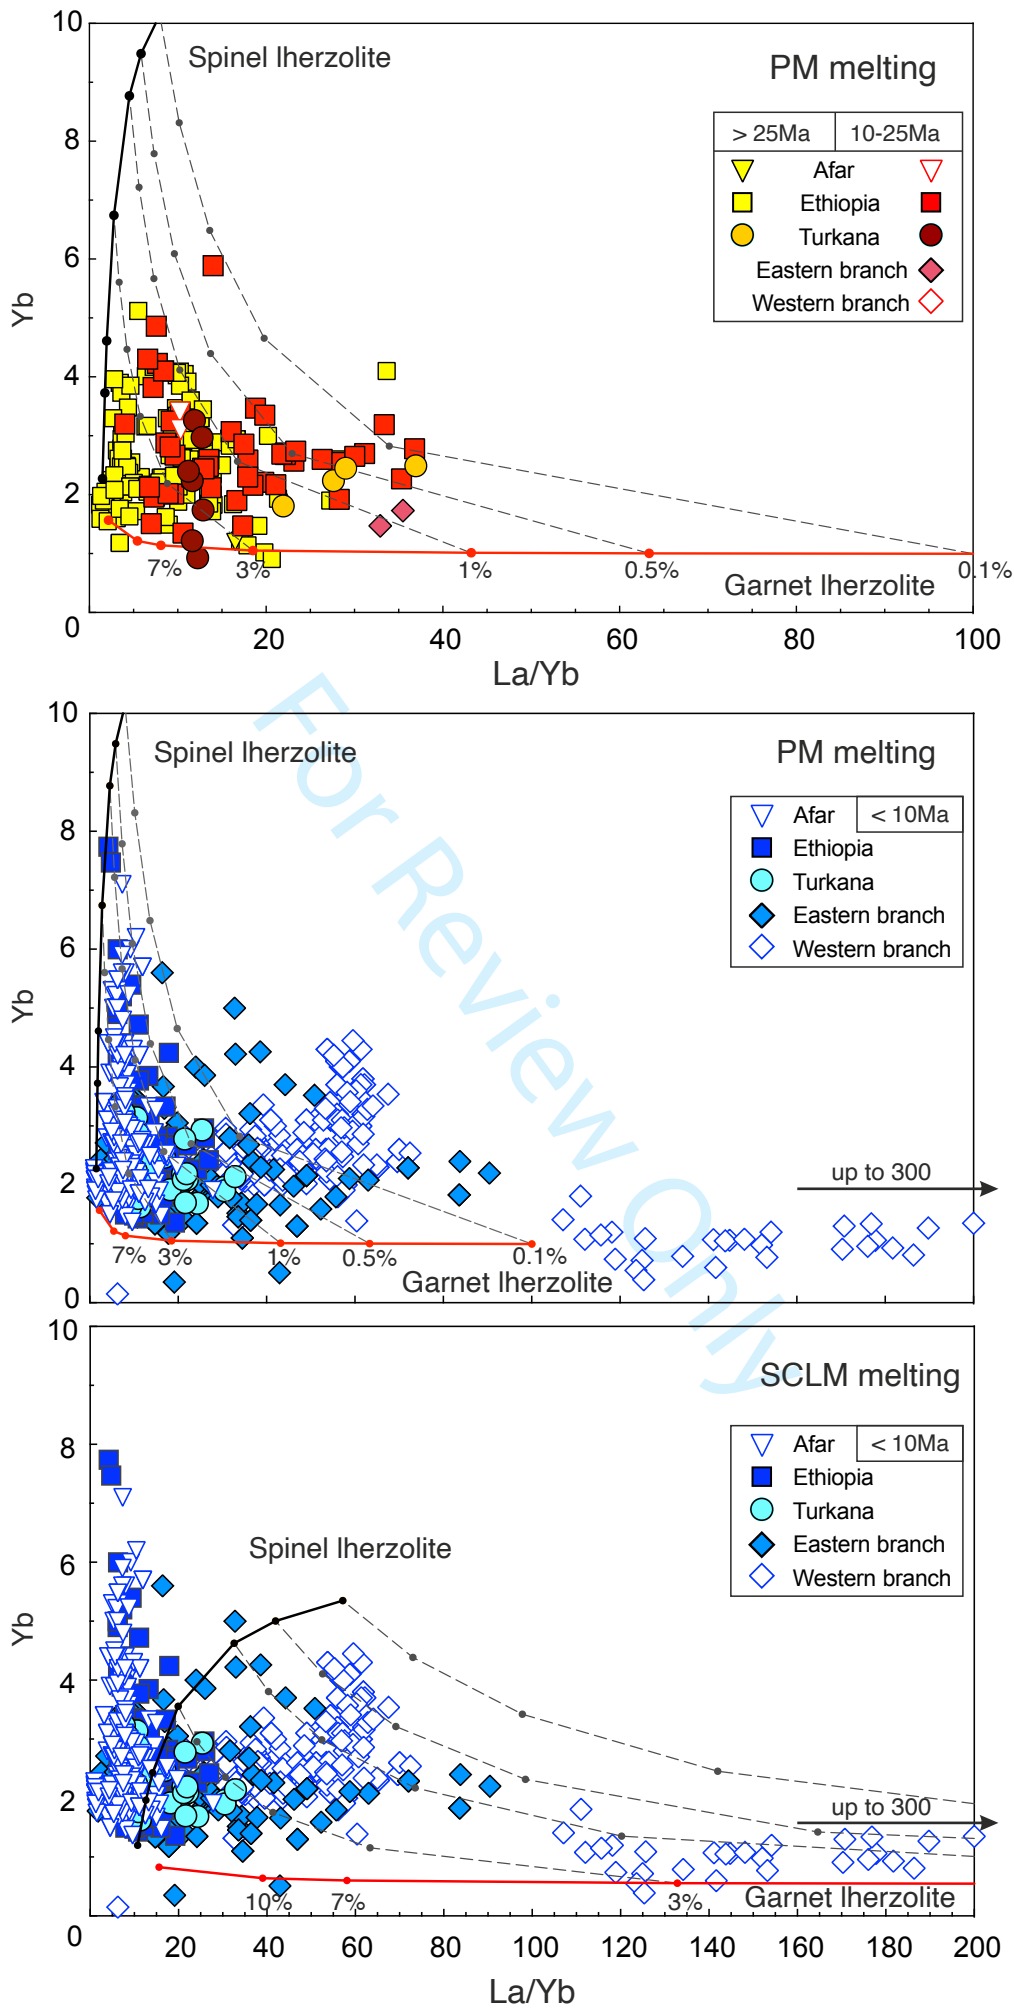 10
Spinel lherzolite
PM melting
> 25Ma
10-25Ma
8
Afar
Ethiopia
Turkana
6
Eastern branch
Western branch
Yb
4
2
7%
3%
1%
0.5%
0.1%
Garnet lherzolite
0
20
40
60
80
100
La/Yb
For Review Only
10
Spinel lherzolite
PM melting
Afar
< 10Ma
8
Ethiopia
Turkana
Eastern branch
6
Western branch
Yb
4
up to 300
2
7%
3%
1%
0.5%
0.1%
Garnet lherzolite
0
10
SCLM melting
8
Afar
< 10Ma
Ethiopia
Turkana
Spinel lherzolite
Eastern branch
6
Western branch
Yb
4
2
up to 300
10%
7%
3%
Garnet lherzolite
0
20
40
60
80
100
120
140
160
180
200
La/Yb